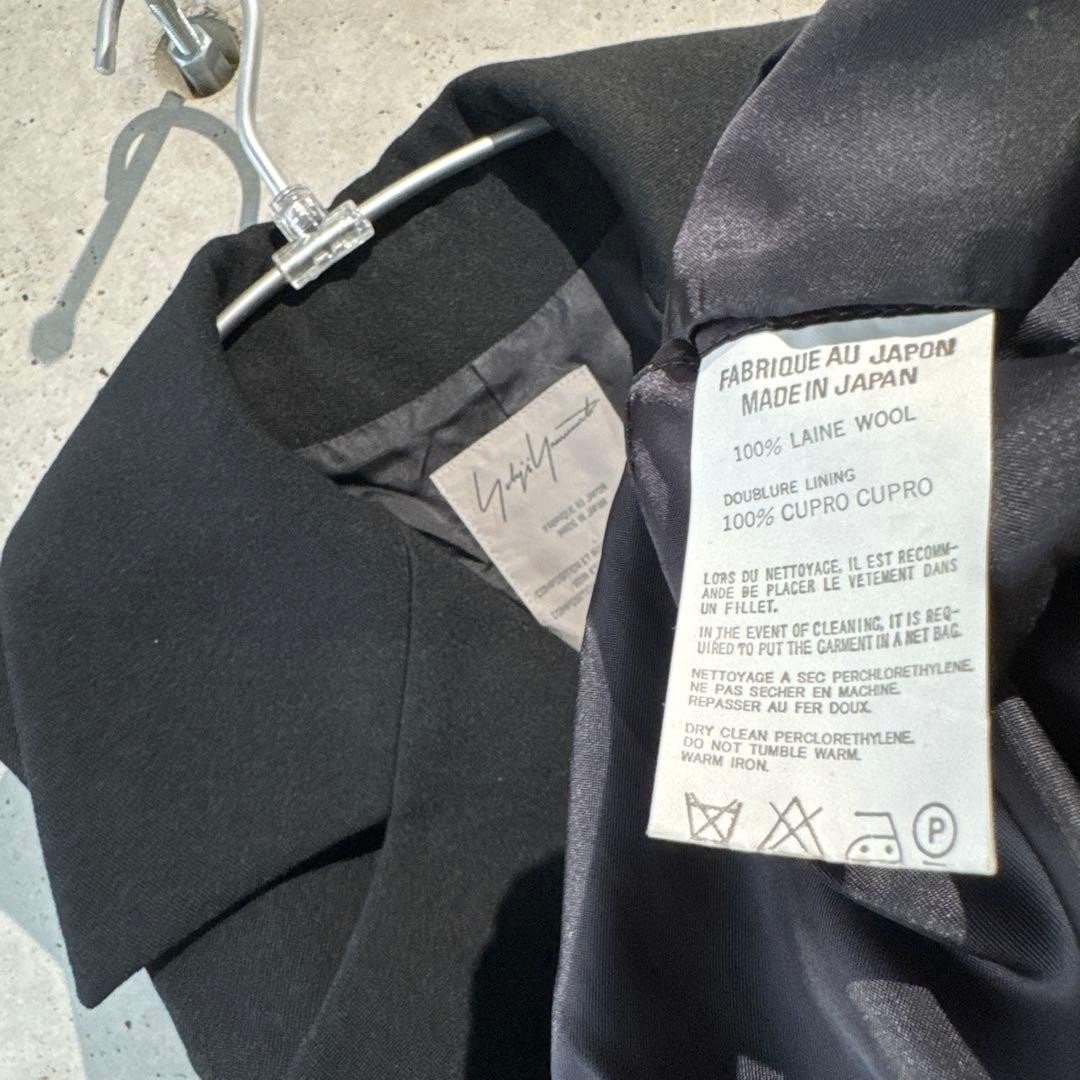 Yohji Yamamoto
FABRIQUE AU JAPON
MADE IN JAPAN
100% LAINE WOOL
DOUBLURE LINING
100% CUPRO CUPRO
LORS DU NETTOYAGE, IL EST RECOMM-
ANDE DE PLACER LE VETEMENT DANS
UN FILLET.
IN THE EVENT OF CLEANING, IT IS REQ-
UIRED TO PUT THE GARMENT IN A NET BAG.
NETTOYAGE A SEC PERCHLORETHYLENE.
NE PAS SECHER EN MACHINE.
REPASSER AU FER DOUX.
DRY CLEAN PERCLORETHYLENE.
DO NOT TUMBLE WARM.
WARM IRON.
P